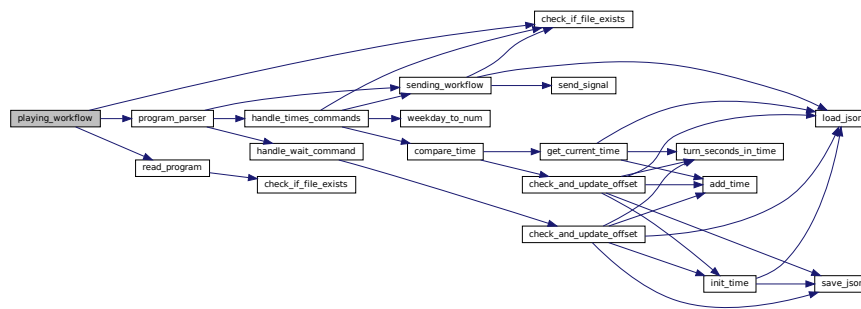 check_if_file_exists
sending_workflow
send_signal
playing_workflow
program_parser
handle_times_commands
weekday_to_num
load_json
handle_wait_command
compare_time
get_current_time
turn_seconds_in_time
read_program
check_if_file_exists
check_and_update_offset
add_time
check_and_update_offset
init_time
save_json